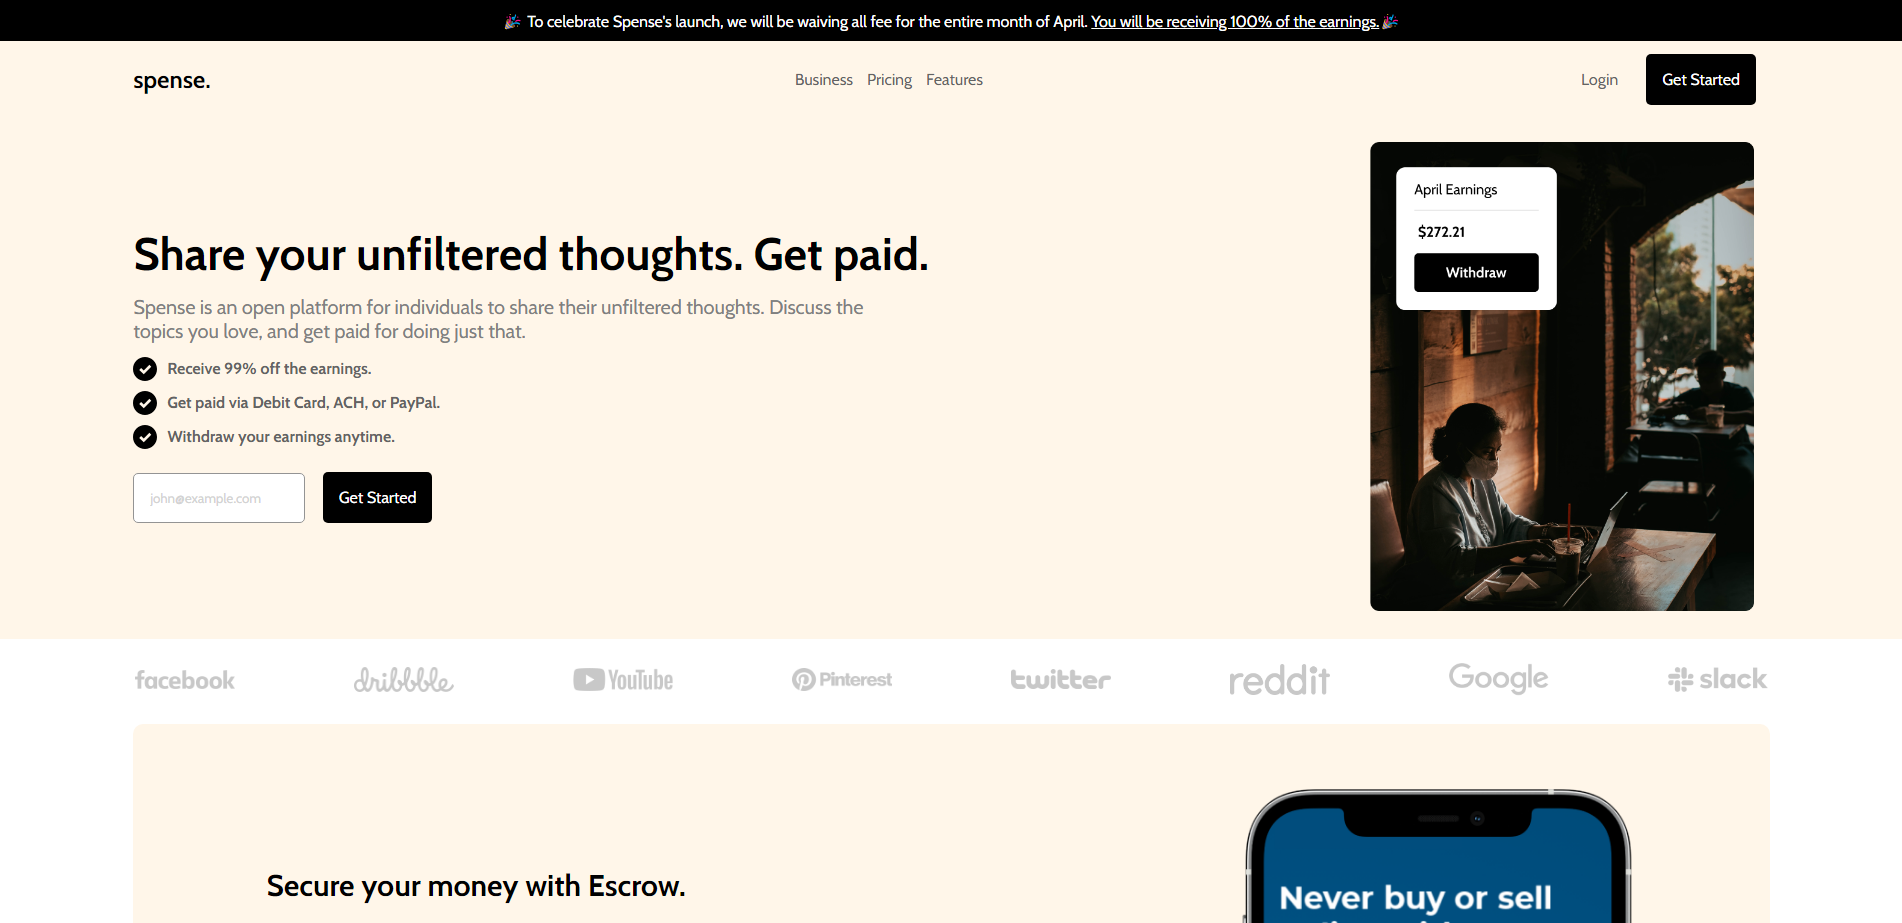 🎉 To celebrate Spense's launch, we will be waiving all fee for the entire month of April. You will be receiving 100% of the earnings. 🎉
spense.
Business Pricing Features
Login
Get Started
April Earnings
$272.21
Withdraw
Share your unfiltered thoughts. Get paid.
Spense is an open platform for individuals to share their unfiltered thoughts. Discuss the
topics you love, and get paid for doing just that.
Receive 99% off the earnings.
Get paid via Debit Card, ACH, or PayPal.
Withdraw your earnings anytime.
john@example.com
Get Started
facebook dribbble YouTube Pinterest twitter reddit Google slack
Secure your money with Escrow.
Never buy or sell